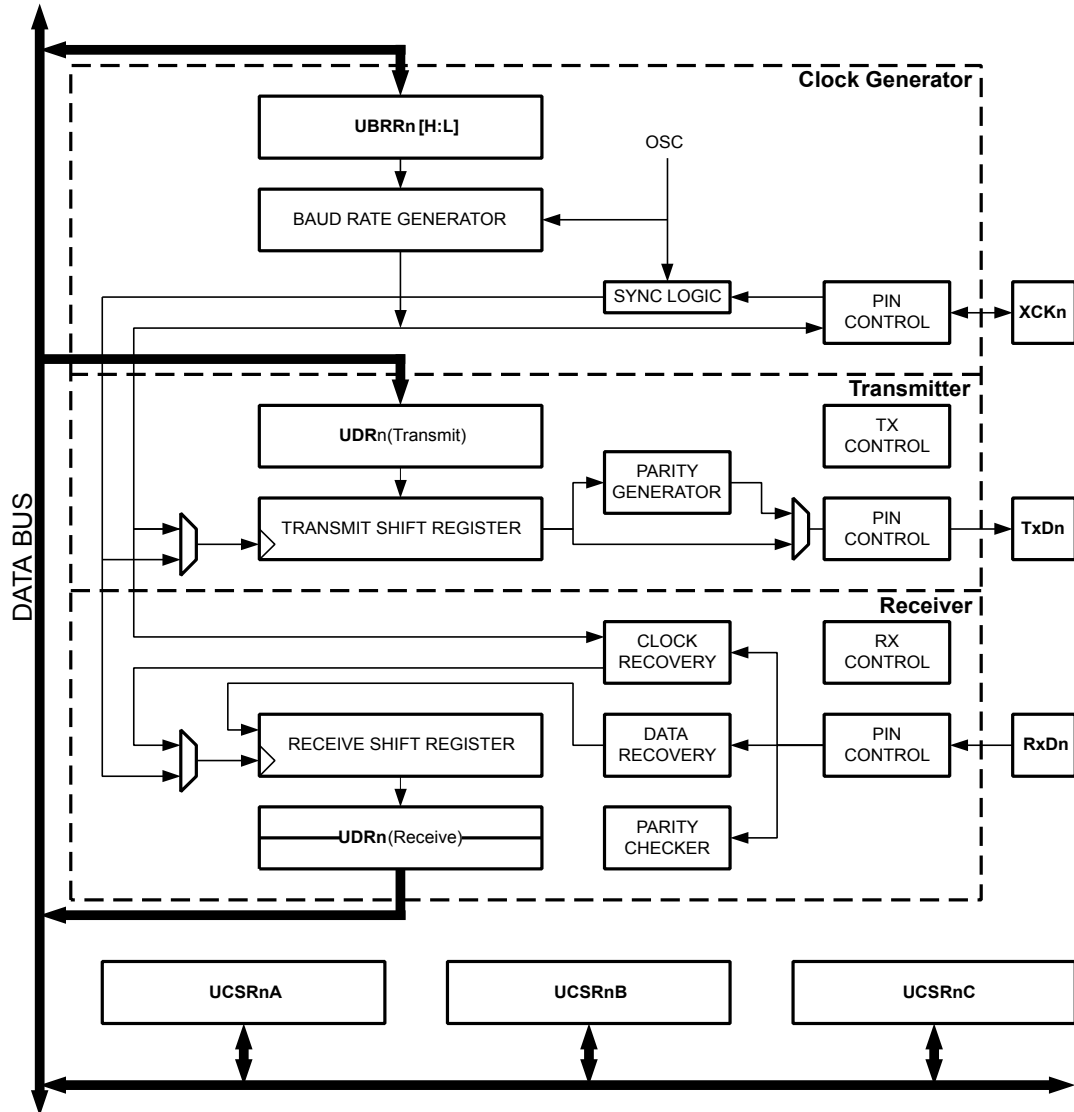 Clock Generator
UBRRn [H:L]
OSC
BAUD RATE GENERATOR
SYNC LOGIC
PIN
CONTROL
XCKn
Transmitter
UDRn(Transmit)
TX
CONTROL
PARITY
GENERATOR
TRANSMIT SHIFT REGISTER
PIN
CONTROL
TxDn
DATA BUS
Receiver
CLOCK
RECOVERY
RX
CONTROL
RECEIVE SHIFT REGISTER
DATA
RECOVERY
PIN
CONTROL
RxDn
UDRn (Receive)
PARITY
CHECKER
UCSRnA
UCSRnB
UCSRnC